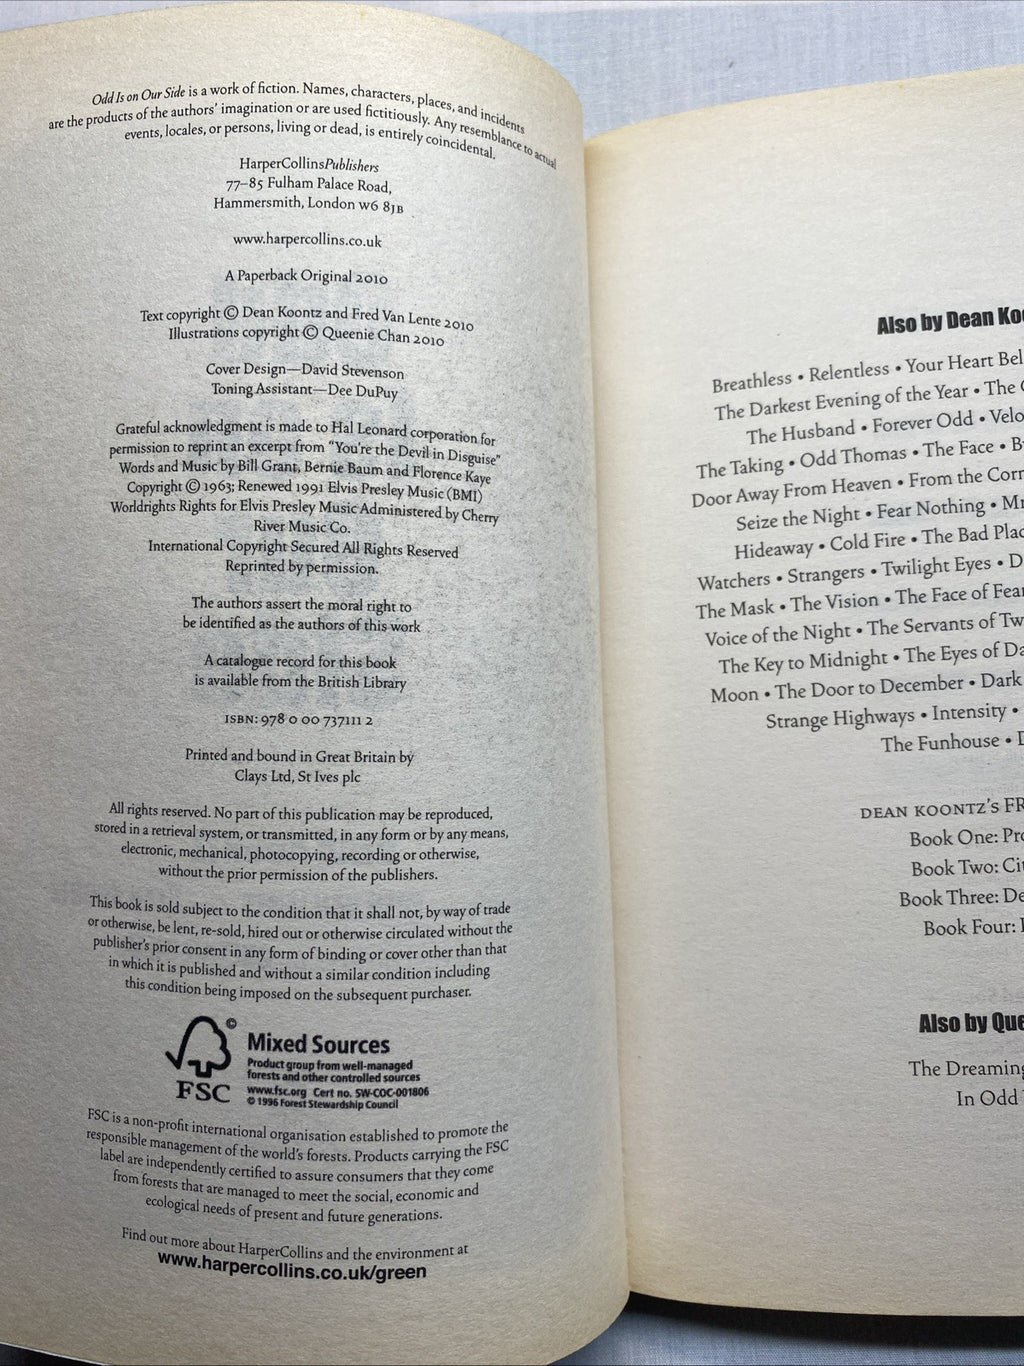 Odd Is on Our Side is a work of fiction. Names, characters, places, and incidents
are the products of the authors' imagination or are used fictitiously. Any resemblance to actual
events, locales, or persons, living or dead, is entirely coincidental.
HarperCollinsPublishers
77–85 Fulham Palace Road,
Hammersmith, London W6 8JB
www.harpercollins.co.uk
A Paperback Original 2010
Text copyright © Dean Koontz and Fred Van Lente 2010
Illustrations copyright © Queenie Chan 2010
Cover Design—David Stevenson
Toning Assistant—Dee DuPuy
Grateful acknowledgment is made to Hal Leonard corporation for
permission to reprint an excerpt from "You're the Devil in Disguise"
Words and Music by Bill Grant, Bernie Baum and Florence Kaye
Copyright © 1963; Renewed 1991 Elvis Presley Music (BMI)
Worldrights Rights for Elvis Presley Music Administered by Cherry
River Music Co.
International Copyright Secured All Rights Reserved
Reprinted by permission.
The authors assert the moral right to
be identified as the authors of this work
A catalogue record for this book
is available from the British Library
ISBN: 978 0 00 737111 2
Printed and bound in Great Britain by
Clays Ltd, St Ives plc
All rights reserved. No part of this publication may be reproduced,
stored in a retrieval system, or transmitted, in any form or by any means,
electronic, mechanical, photocopying, recording or otherwise,
without the prior permission of the publishers.
This book is sold subject to the condition that it shall not, by way of trade
or otherwise, be lent, re-sold, hired out or otherwise circulated without the
publisher's prior consent in any form of binding or cover other than that
in which it is published and without a similar condition including
this condition being imposed on the subsequent purchaser.
©
FSC
Mixed Sources
Product group from well-managed
forests and other controlled sources
www.fsc.org Cert no. SW-COC-001806
© 1996 Forest Stewardship Council
FSC is a non-profit international organisation established to promote the
responsible management of the world's forests. Products carrying the FSC
label are independently certified to assure consumers that they come
from forests that are managed to meet the social, economic and
ecological needs of present and future generations.
Find out more about HarperCollins and the environment at
www.harpercollins.co.uk/green
Also by Dean Koo
Breathless • Relentless • Your Heart Bel
The Darkest Evening of the Year • The
The Husband • Forever Odd • Velo
The Taking • Odd Thomas • The Face • B
Door Away From Heaven • From the Corn
Seize the Night • Fear Nothing • Mr
Hideaway • Cold Fire • The Bad Plac
Watchers • Strangers • Twilight Eyes • D
The Mask • The Vision • The Face of Fear
Voice of the Night • The Servants of Tw
The Key to Midnight • The Eyes of Da
Moon • The Door to December • Dark
Strange Highways • Intensity •
The Funhouse • D
DEAN KOONTZ'S FR
Book One: Pro
Book Two: Cit
Book Three: De
Book Four:
Also by Que
The Dreaming
In Odd